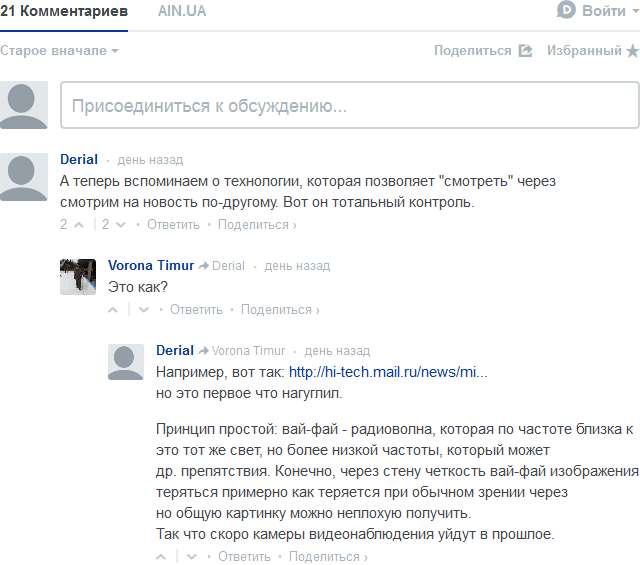 21 Комментариев AIN.UA Войти
Старое вначале Поделиться Избранный
Присоединиться к обсуждению...
Derial · день назад
А теперь вспоминаем о технологии, которая позволяет "смотреть" через
смотрим на новость по-другому. Вот он тотальный контроль.
2 2 · Ответить · Поделиться ›
Vorona Timur Derial · день назад
Это как?
· Ответить · Поделиться ›
Derial Vorona Timur · день назад
Например, вот так: http://hi-tech.mail.ru/news/mi...
но это первое что нагуглил.
Принцип простой: вай-фай - радиоволна, которая по частоте близка к
это тот же свет, но более низкой частоты, который может
др. препятствия. Конечно, через стену четкость вай-фай изображения
теряться примерно как теряется при обычном зрении через
но общую картинку можно неплохую получить.
Так что скоро камеры видеонаблюдения уйдут в прошлое.
· Ответить · Поделиться ›